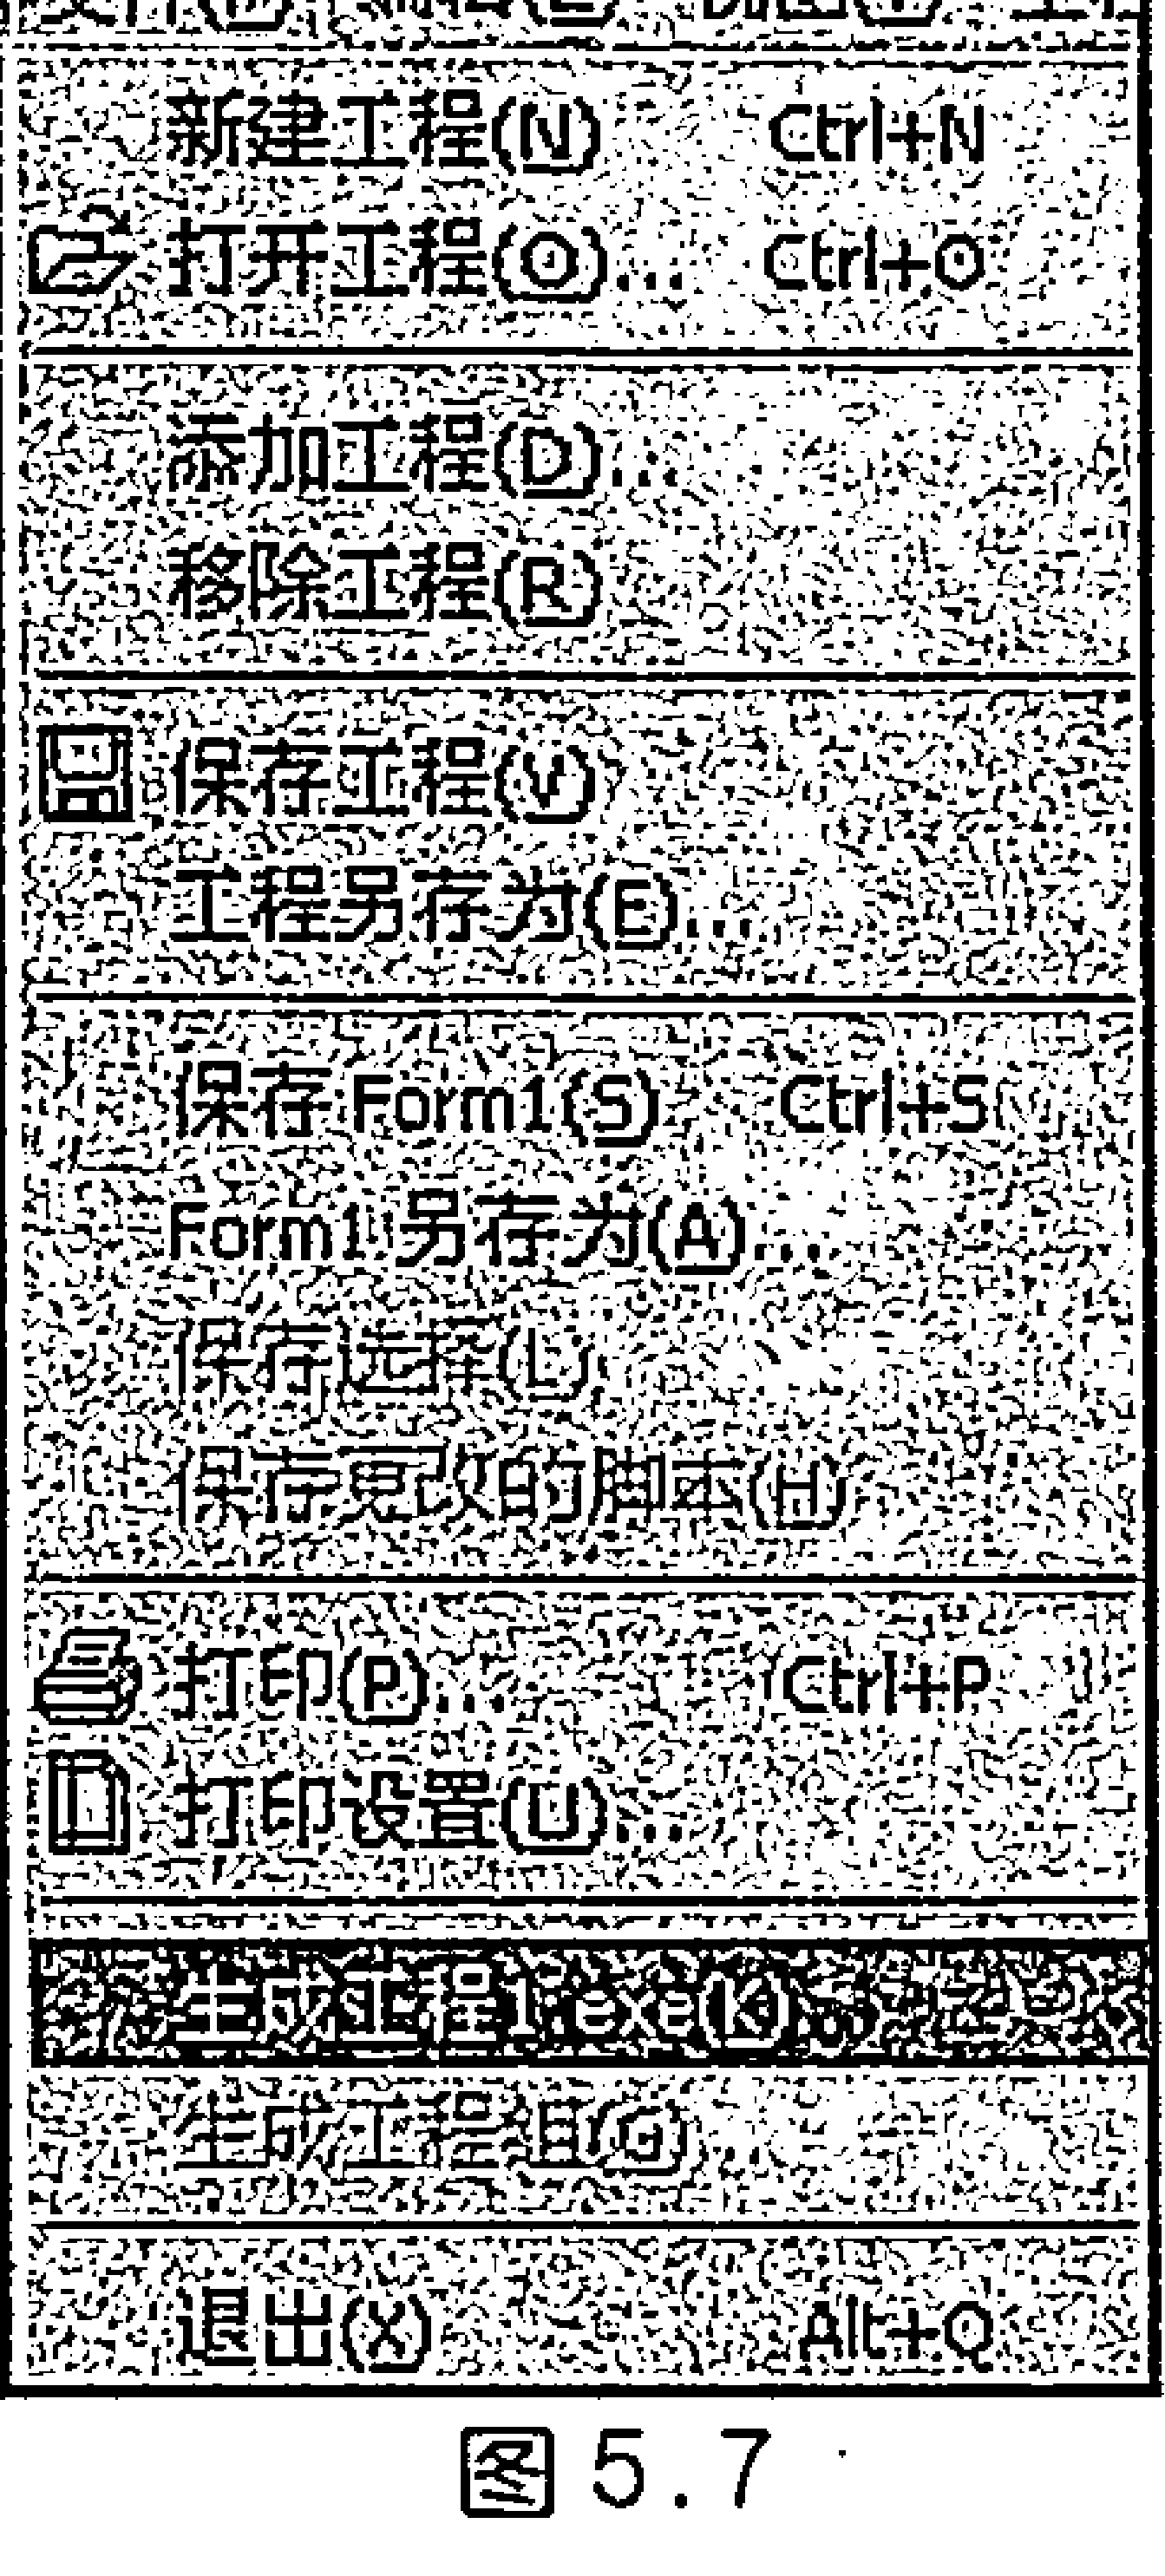 新建工程(N) Ctrl+N
打开工程(O)... Ctrl+O
添加工程(D)...
移除工程(R)
保存工程(V)
工程另存为(E)...
保存 Form1(S) Ctrl+S
Form1 另存为(A)...
保存选择(L)
保存更改的脚本(H)
打印(P)... Ctrl+P
打印设置(U)...
生成工程1.exe(K)...
生成工程组(G)
退出(X) Alt+Q
图 5.7